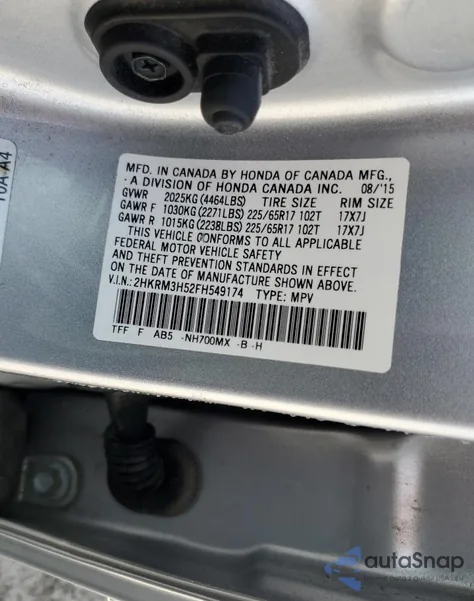 10A A4
MFD. IN CANADA BY HONDA OF CANADA MFG.,
- A DIVISION OF HONDA CANADA INC. 08/'15
GVWR 2025KG (4464LBS) TIRE SIZE RIM SIZE
GAWR F 1030KG (2271LBS) 225/65R17 102T 17X7J
GAWR R 1015KG (2238LBS) 225/65R17 102T 17X7J
THIS VEHICLE CONFORMS TO ALL APPLICABLE
FEDERAL MOTOR VEHICLE SAFETY
AND THEFT PREVENTION STANDARDS IN EFFECT
ON THE DATE OF MANUFACTURE SHOWN ABOVE.
V.I.N.: 2HKRM3H52FH549174 TYPE: MPV
TFF F AB5 -NH700MX -B -H
autoSnap